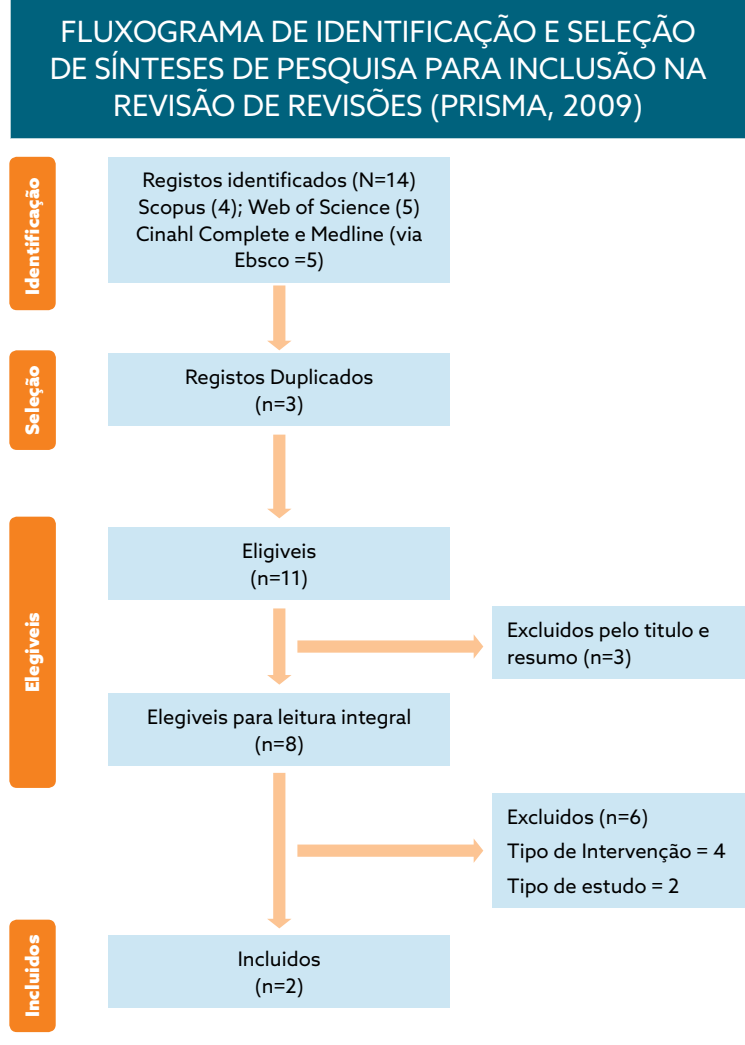 FLUXOGRAMA DE IDENTIFICAÇÃO E SELEÇÃO
DE SÍNTESES DE PESQUISA PARA INCLUSÃO NA
REVISÃO DE REVISÕES (PRISMA, 2009)
Identificação
Registos identificados (N=14)
Scopus (4); Web of Science (5)
Cinahl Complete e Medline (via
Ebsco =5)
Seleção
Registos Duplicados
(n=3)
Elegiveis
Eligiveis
(n=11)
Excluidos pelo titulo e
resumo (n=3)
Elegiveis para leitura integral
(n=8)
Excluidos (n=6)
Tipo de Intervenção = 4
Tipo de estudo = 2
Incluidos
Incluidos
(n=2)